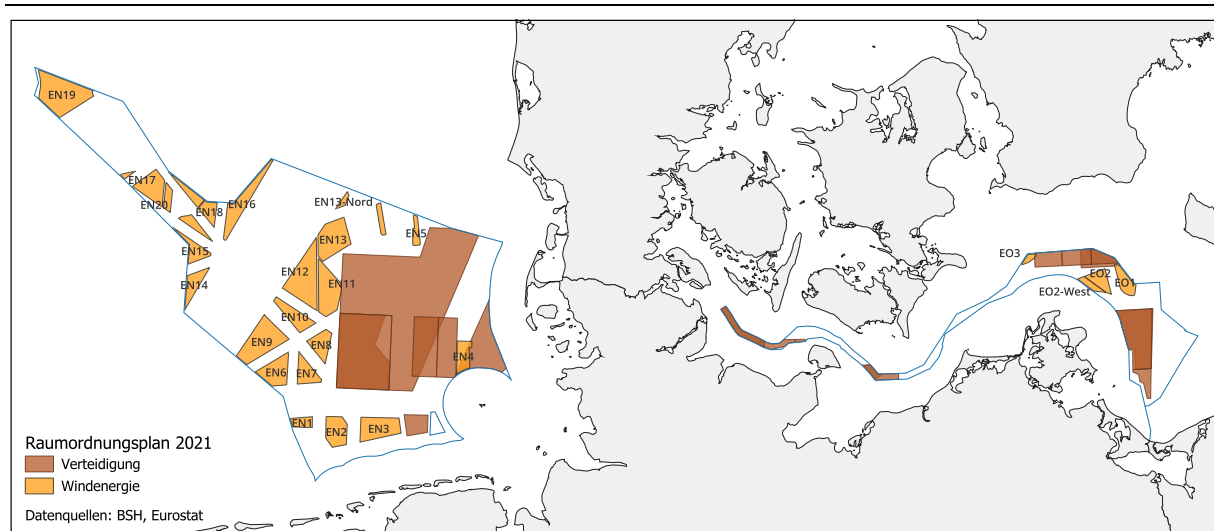 EN19
EN17
EN20
EN18
EN16
EN13-Nord
EN5
EN13
EN15
EN12
EN14
EN11
EN10
EN9
EN8
EN6
EN7
EN4
EN1
EN2
EN3
EO3
EO2
EO1
EO2-West
Raumordnungsplan 2021
Verteidigung
Windenergie
Datenquellen: BSH, Eurostat